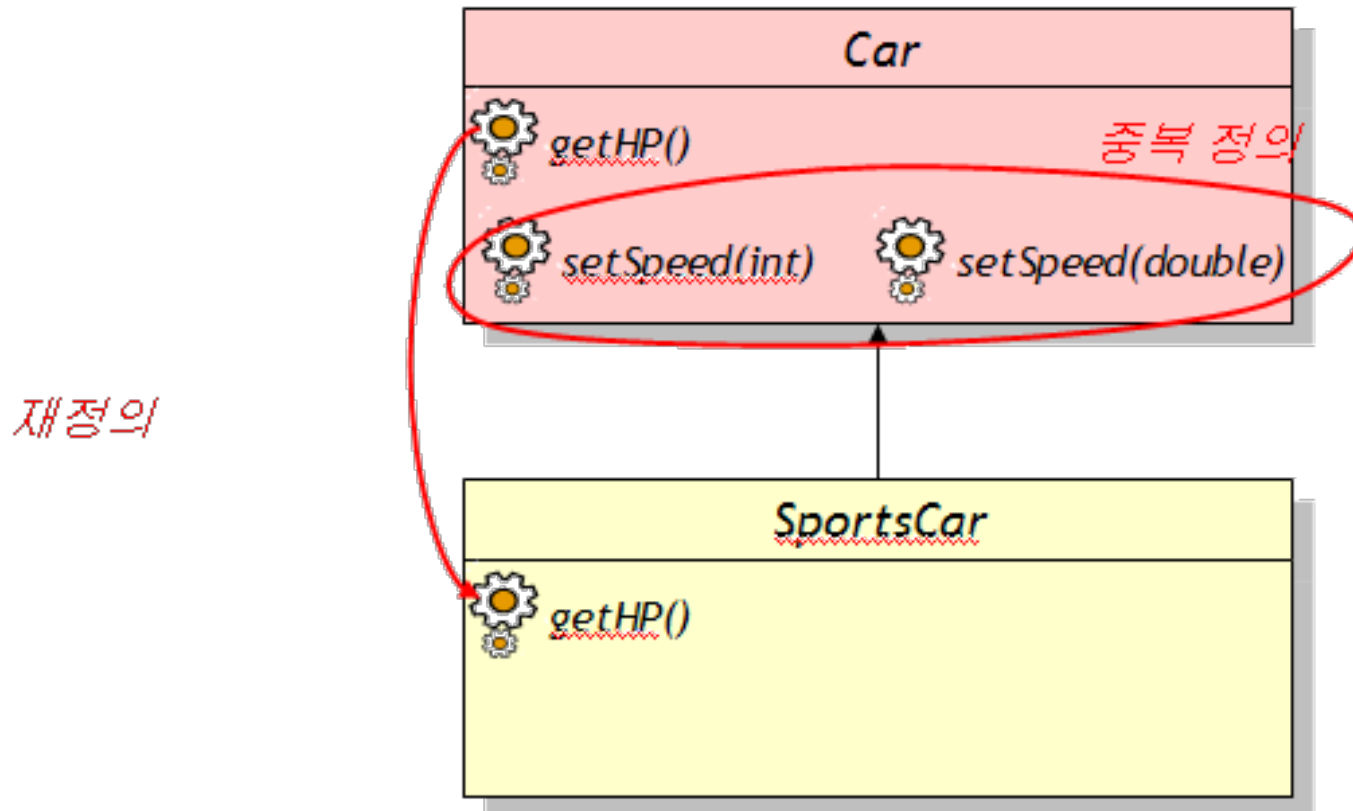 Car
getHP()
중복 정의
setSpeed(int) setSpeed(double)
재정의
SportsCar
getHP()